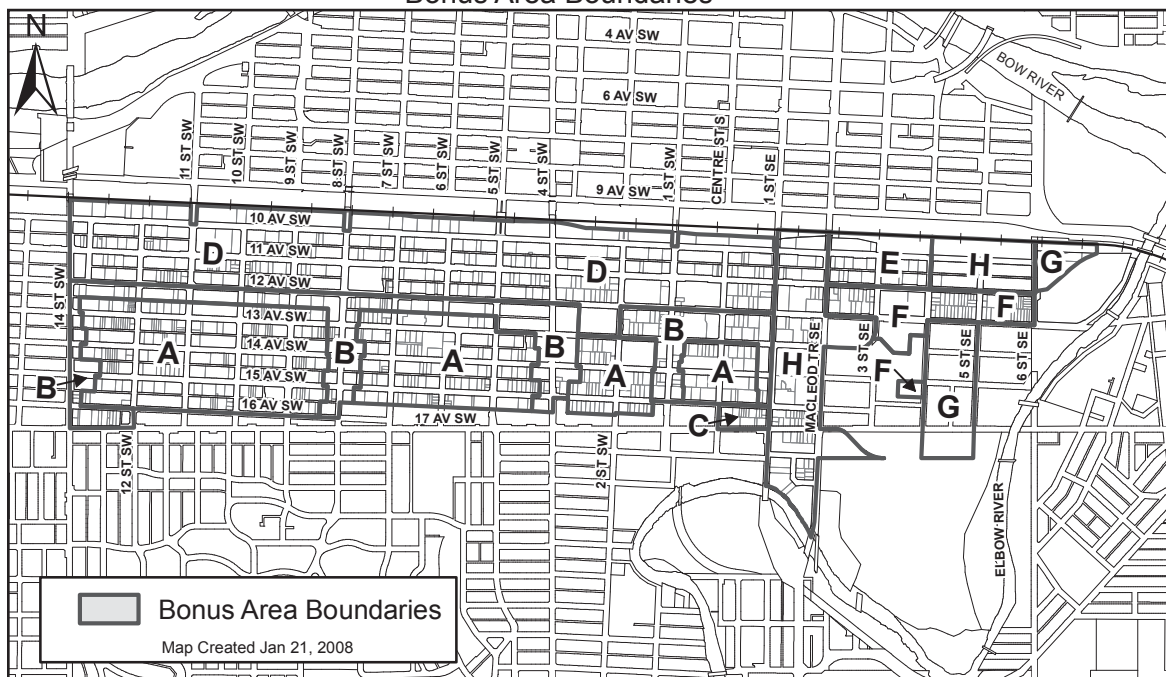 Bonus Area Boundaries
N
4 AV SW
BOW RIVER
6 AV SW
11 ST SW
10 ST SW
9 ST SW
8 ST SW
7 ST SW
6 ST SW
5 ST SW
4 ST SW
1 ST SW
CENTRE ST S
1 ST SE
9 AV SW
10 AV SW
11 AV SW
D
D
E
H
G
12 AV SW
14 ST SW
13 AV SW
F
F
14 AV SW
A
B
A
B
B
A
A
H
MACLEOD TR SE
3 ST SE
F
5 ST SE
6 ST SE
15 AV SW
B
16 AV SW
G
17 AV SW
C
12 ST SW
2 ST SW
ELBOW RIVER
Bonus Area Boundaries
Map Created Jan 21, 2008